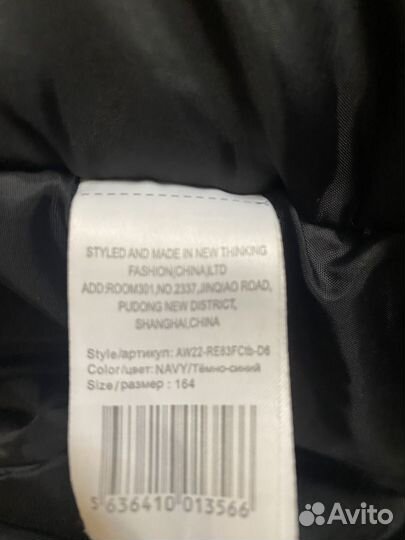 STYLED AND MADE IN NEW THINKING
FASHION(CHINA)LTD
ADD:ROOM301,NO.2337,JINQIAO ROAD,
PUDONG NEW DISTRICT,
SHANGHAI,CHINA
Style/артикул: AW22-RE83FCtb-D6
Color/цвет: NAVY/Тёмно-синий
Size/размер : 164
5 636410 013566
Avito